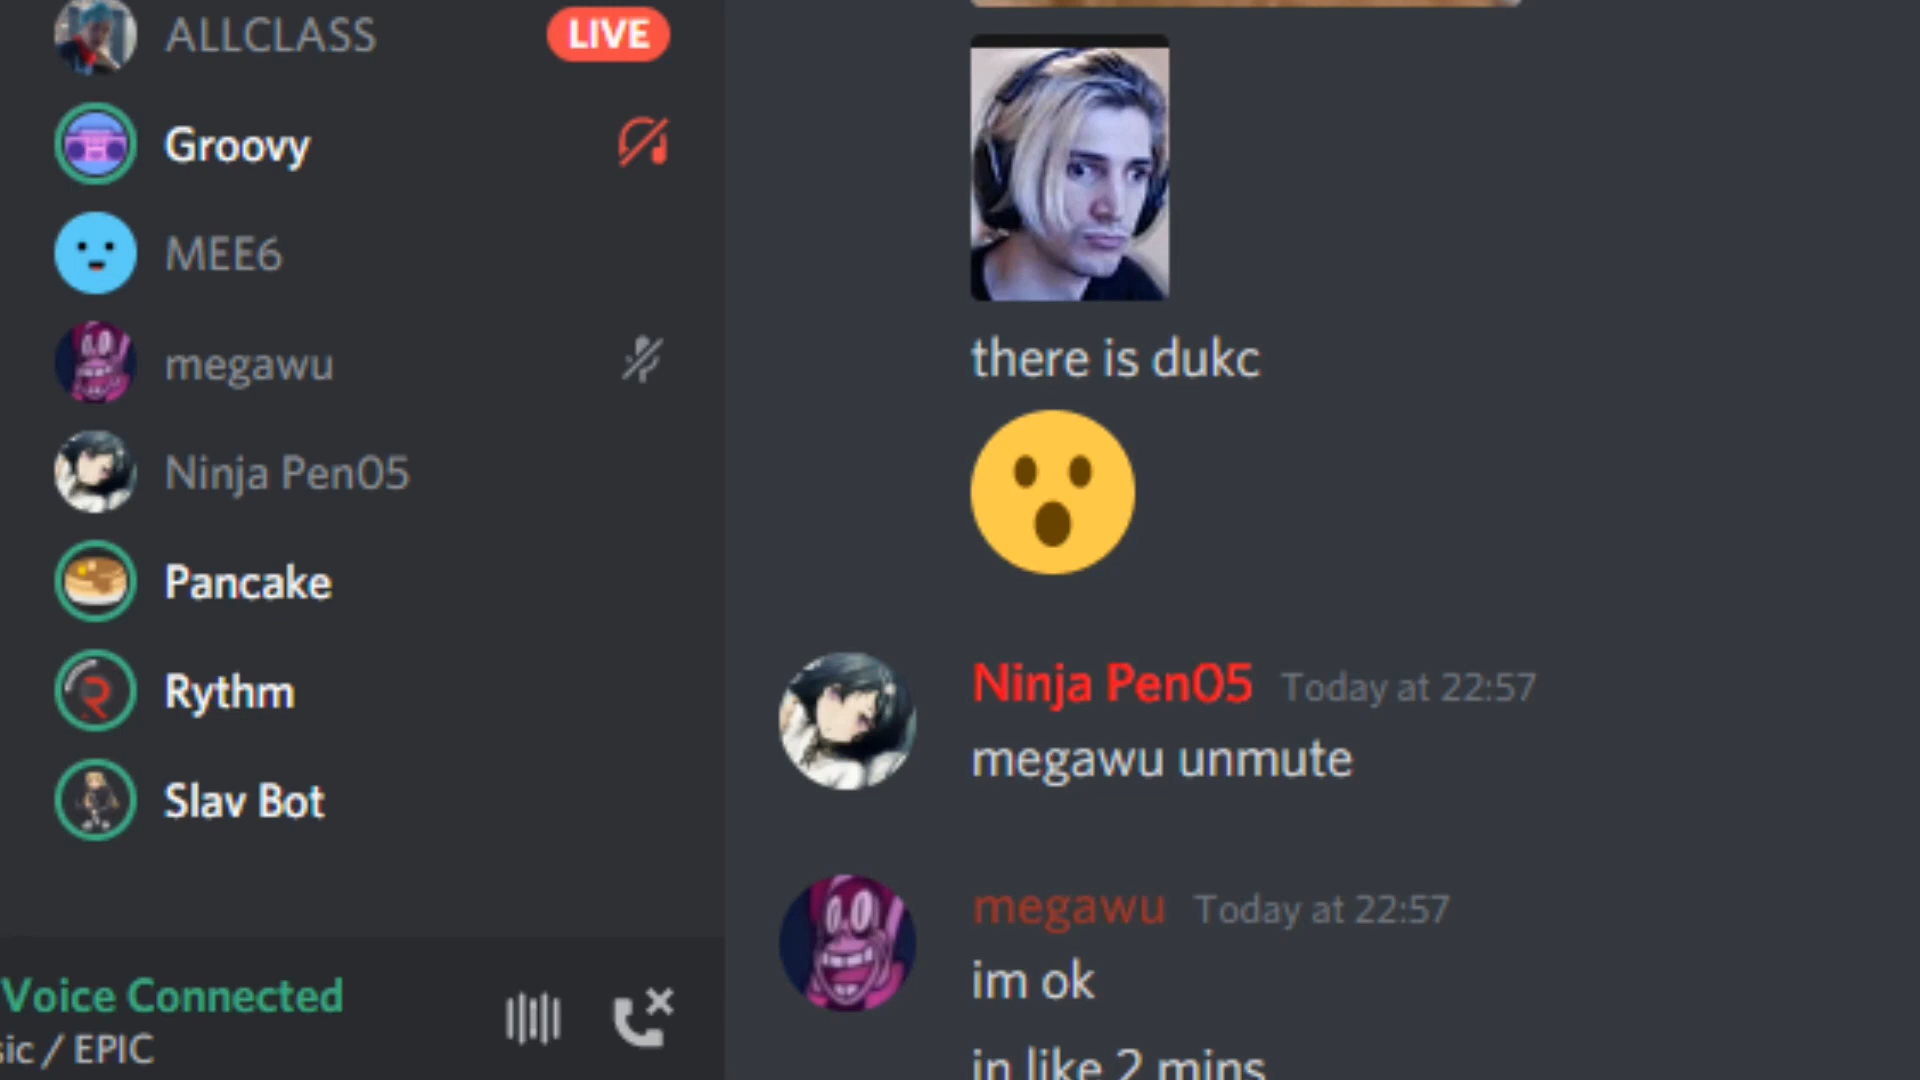 ALLCLASS
LIVE
Groovy
MEE6
megawu
Ninja Pen05
Pancake
Rythm
Slav Bot
Voice Connected
sic / EPIC
there is dukc
Ninja Pen05 Today at 22:57
megawu unmute
megawu Today at 22:57
im ok
in like 2 mins